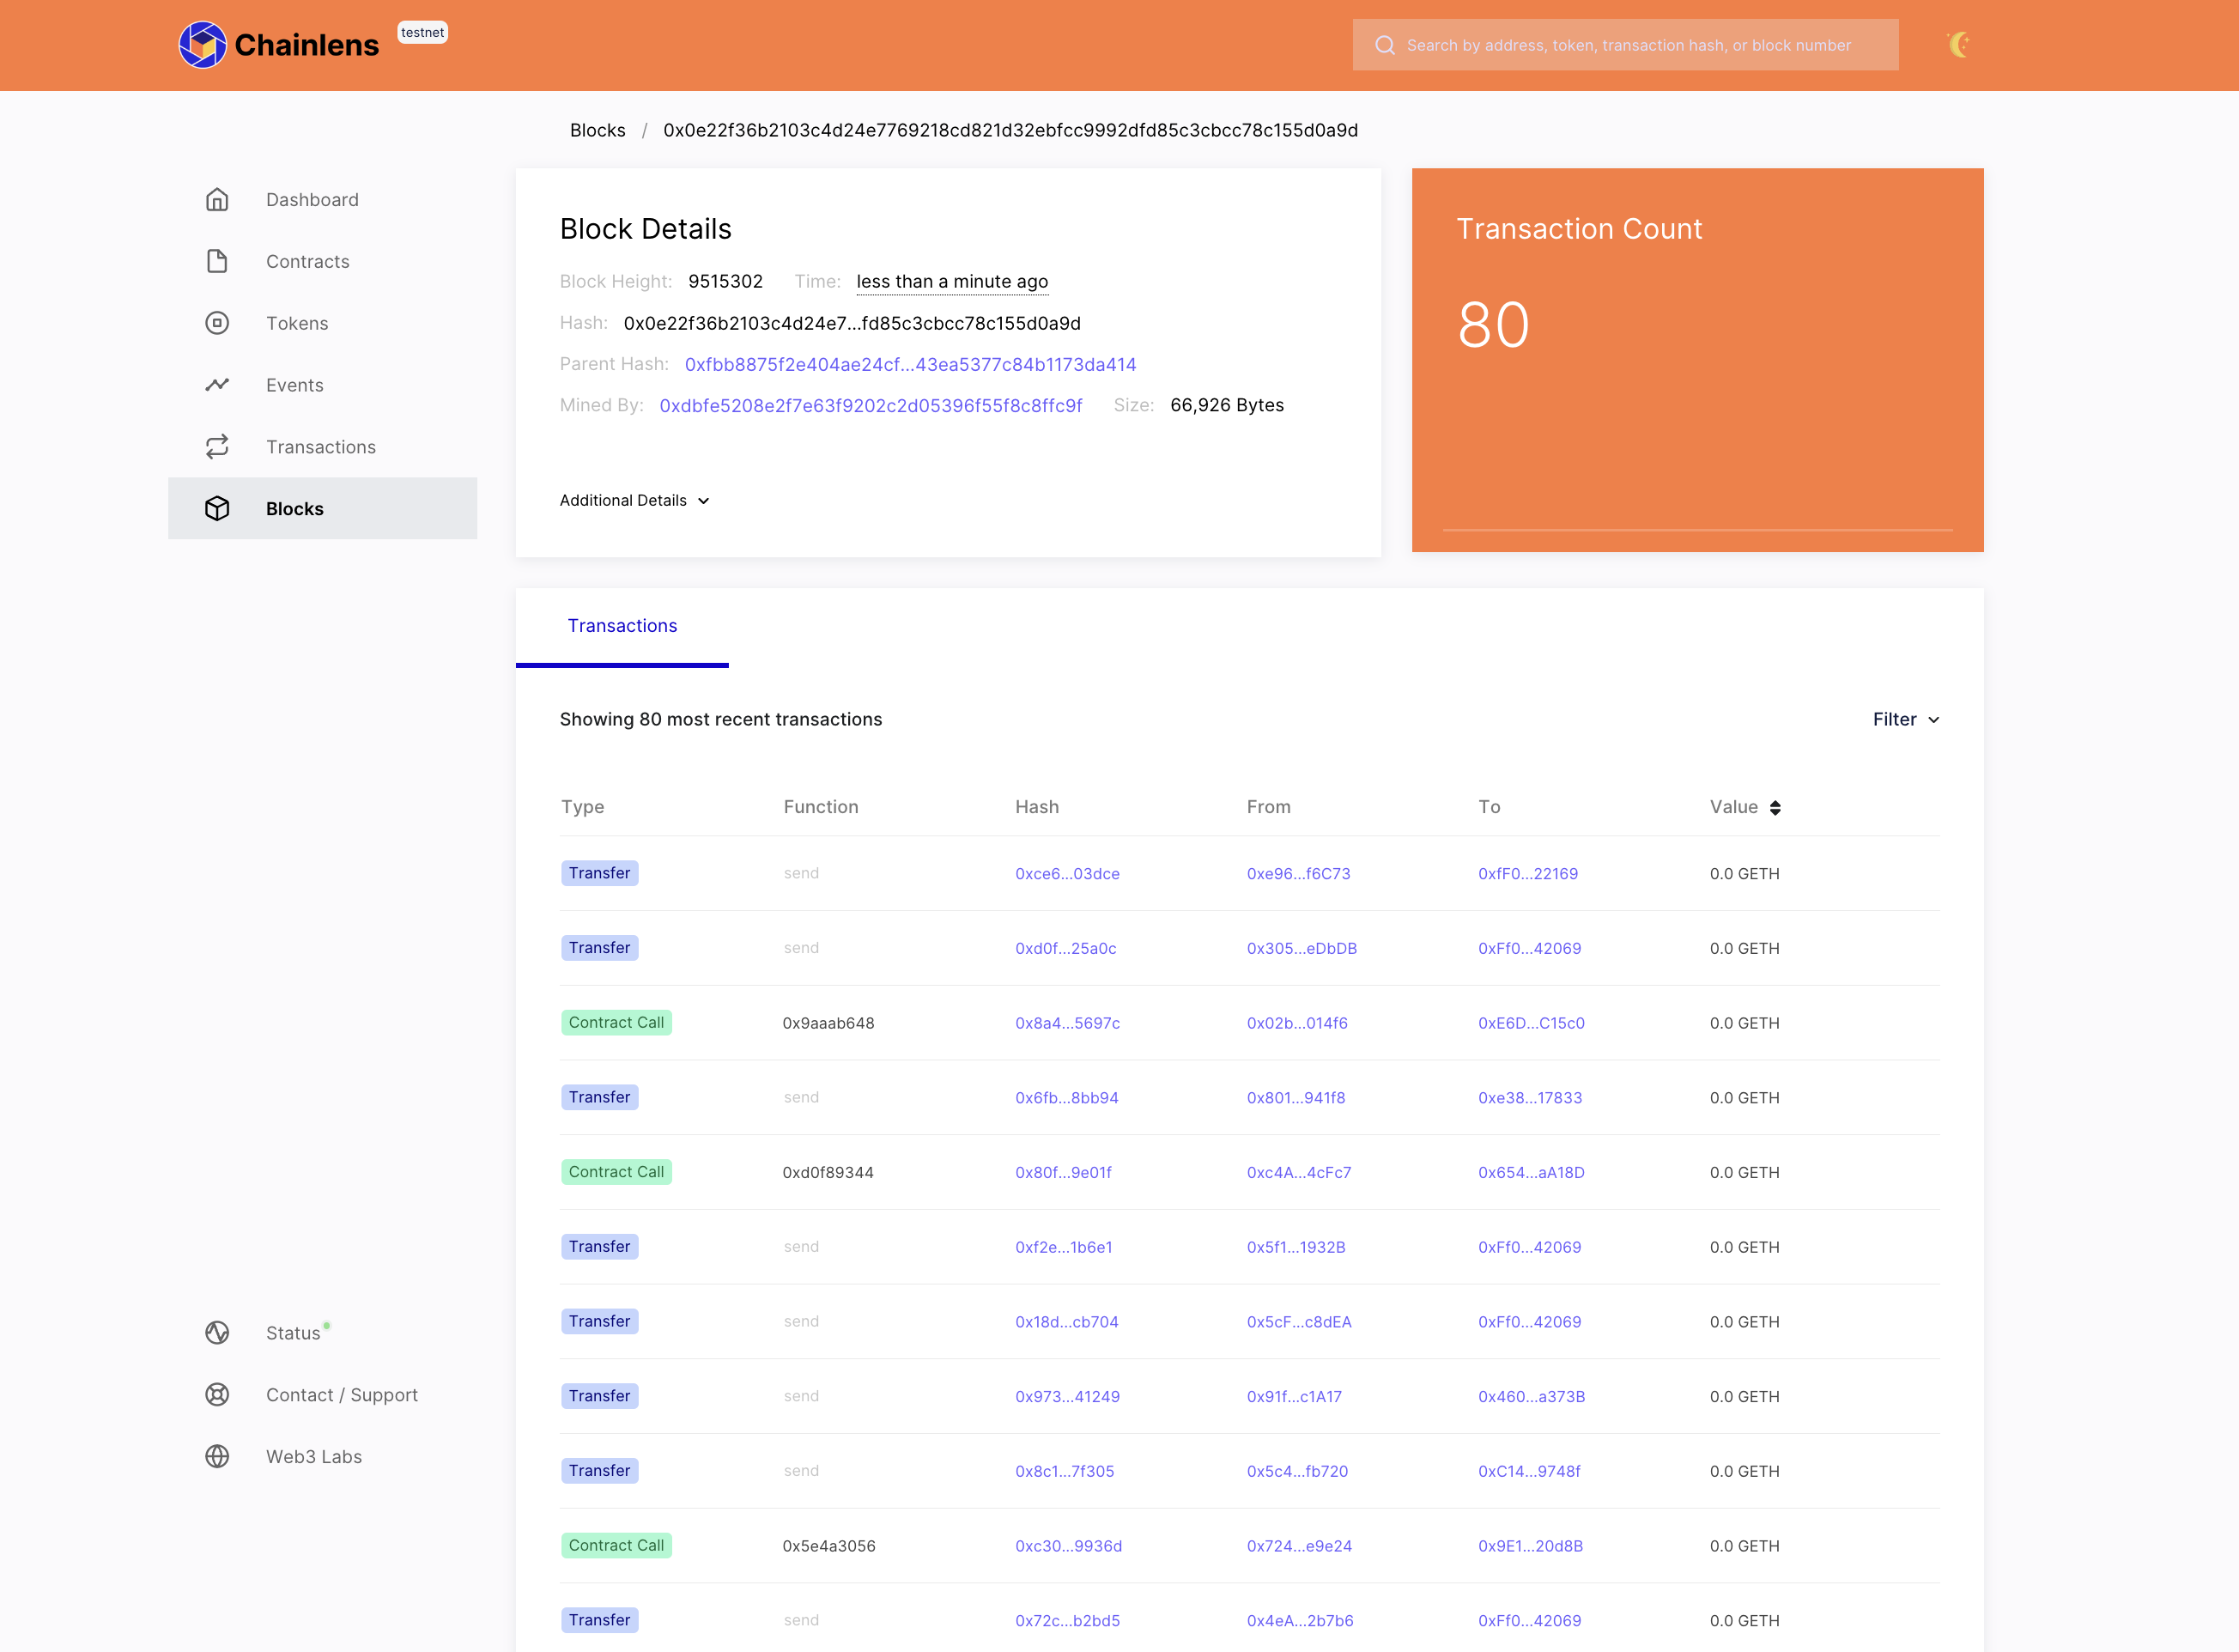 Chainlens testnet
Search by address, token, transaction hash, or block number
Blocks / 0x0e22f36b2103c4d24e7769218cd821d32ebfcc9992dfd85c3cbcc78c155d0a9d
Dashboard
Contracts
Tokens
Events
Transactions
Blocks
Status
Contact / Support
Web3 Labs
Block Details
Block Height: 9515302 Time: less than a minute ago
Hash: 0x0e22f36b2103c4d24e7...fd85c3cbcc78c155d0a9d
Parent Hash: 0xfbb8875f2e404ae24cf...43ea5377c84b1173da414
Mined By: 0xdbfe5208e2f7e63f9202c2d05396f55f8c8ffc9f Size: 66,926 Bytes
Additional Details
Transaction Count
80
Transactions
Showing 80 most recent transactions
Filter
Type Function Hash From To Value
Transfer send 0xce6...03dce 0xe96...f6C73 0xfF0...22169 0.0 GETH
Transfer send 0xd0f...25a0c 0x305...eDbDB 0xFf0...42069 0.0 GETH
Contract Call 0x9aaab648 0x8a4...5697c 0x02b...014f6 0xE6D...C15c0 0.0 GETH
Transfer send 0x6fb...8bb94 0x801...941f8 0xe38...17833 0.0 GETH
Contract Call 0xd0f89344 0x80f...9e01f 0xc4A...4cFc7 0x654...aA18D 0.0 GETH
Transfer send 0xf2e...1b6e1 0x5f1...1932B 0xFf0...42069 0.0 GETH
Transfer send 0x18d...cb704 0x5cF...c8dEA 0xFf0...42069 0.0 GETH
Transfer send 0x973...41249 0x91f...c1A17 0x460...a373B 0.0 GETH
Transfer send 0x8c1...7f305 0x5c4...fb720 0xC14...9748f 0.0 GETH
Contract Call 0x5e4a3056 0xc30...9936d 0x724...e9e24 0x9E1...20d8B 0.0 GETH
Transfer send 0x72c...b2bd5 0x4eA...2b7b6 0xFf0...42069 0.0 GETH